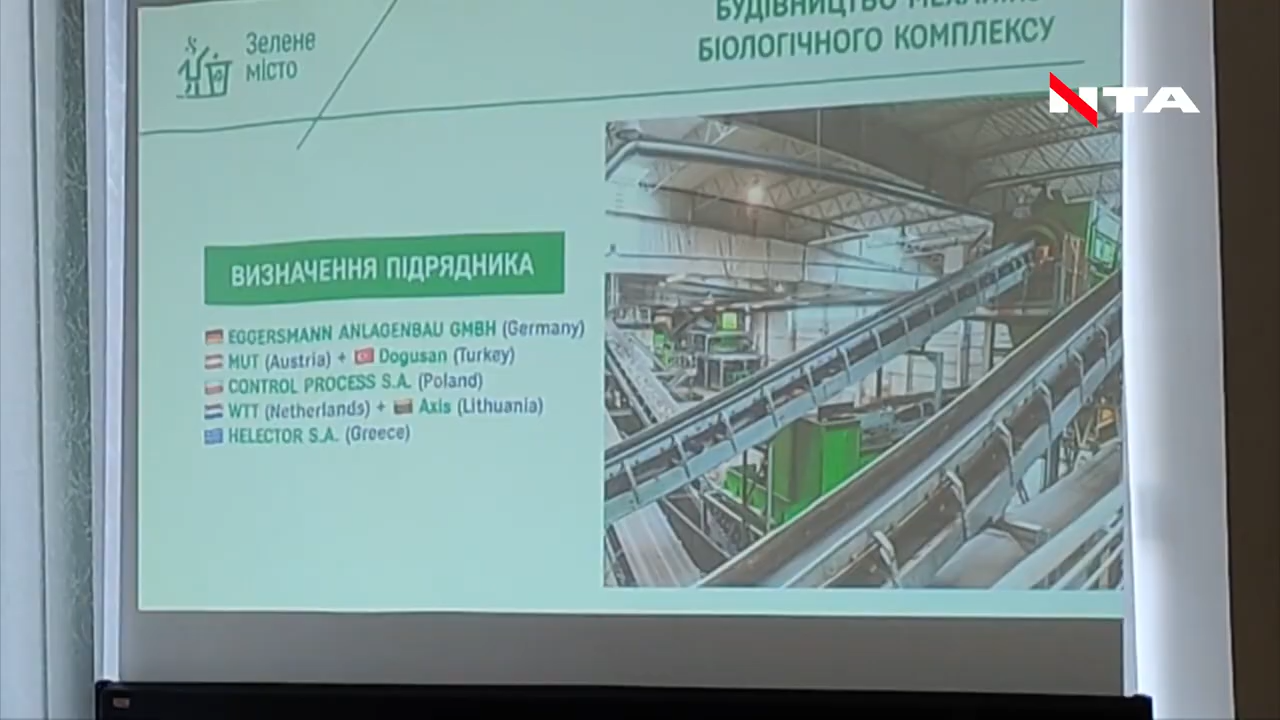 Зелене
місто
БУДІВНИЦТВО
БІОЛОГІЧНОГО КОМПЛЕКСУ
NTA
ВИЗНАЧЕННЯ ПІДРЯДНИКА
EGGERSMANN ANLAGENBAU GMBH (Germany)
MUT (Austria) + Dogusan (Turkey)
CONTROL PROCESS S.A. (Poland)
WTT (Netherlands) + Axis (Lithuania)
HELECTOR S.A. (Greece)